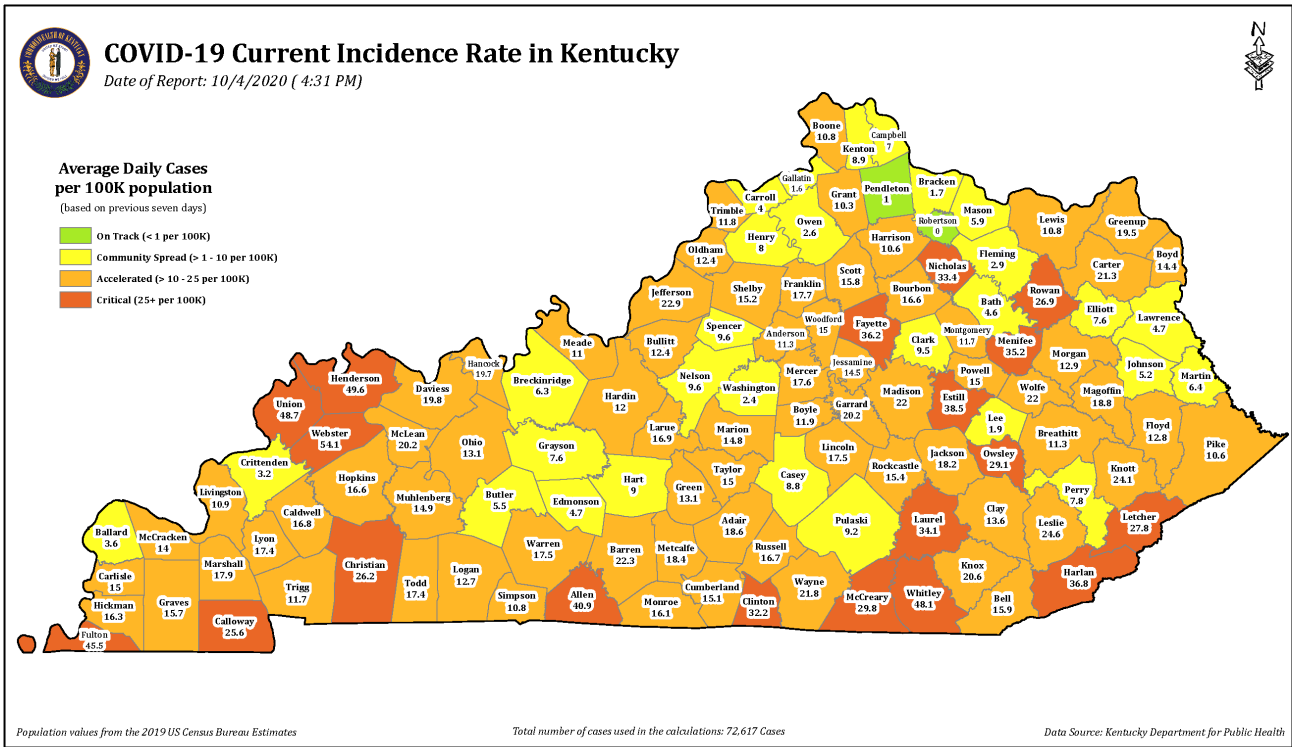 COVID-19 Current Incidence Rate in Kentucky
Date of Report: 10/4/2020 ( 4:31 PM)
N
Average Daily Cases
per 100K population
(based on previous seven days)
On Track (< 1 per 100K)
Community Spread (> 1 - 10 per 100K)
Accelerated (> 10 - 25 per 100K)
Critical (25+ per 100K)
Boone
10.8
Kenton
8.9
Campbell
7
Gallatin
1.6
Carroll
4
Grant
10.3
Pendleton
1
Bracken
1.7
Trimble
11.8
Owen
2.6
Robertson
0
Mason
5.9
Lewis
10.8
Greenup
19.5
Oldham
12.4
Henry
8
Harrison
10.6
Nicholas
33.4
Fleming
2.9
Carter
21.3
Boyd
14.4
Jefferson
22.9
Shelby
15.2
Franklin
17.7
Scott
15.8
Bourbon
16.6
Bath
4.6
Rowan
26.9
Elliott
7.6
Lawrence
4.7
Meade
11
Bullitt
12.4
Spencer
9.6
Anderson
11.3
Woodford
15
Fayette
36.2
Clark
9.5
Montgomery
11.7
Menifee
35.2
Morgan
12.9
Johnson
5.2
Martin
6.4
Hancock
19.7
Breckinridge
6.3
Hardin
12
Nelson
9.6
Washington
2.4
Mercer
17.6
Jessamine
14.5
Madison
22
Powell
15
Estill
38.5
Wolfe
22
Magoffin
18.8
Henderson
49.6
Union
48.7
Daviess
19.8
Webster
54.1
McLean
20.2
Ohio
13.1
Larue
16.9
Marion
14.8
Boyle
11.9
Garrard
20.2
Lee
1.9
Breathitt
11.3
Floyd
12.8
Pike
10.6
Crittenden
3.2
Hopkins
16.6
Grayson
7.6
Lincoln
17.5
Rockcastle
15.4
Jackson
18.2
Owsley
29.1
Knott
24.1
Livingston
10.9
Caldwell
16.8
Muhlenberg
14.9
Butler
5.5
Edmonson
4.7
Hart
9
Green
13.1
Taylor
15
Casey
8.8
Perry
7.8
Ballard
3.6
McCracken
14
Lyon
17.4
Adair
18.6
Pulaski
9.2
Laurel
34.1
Clay
13.6
Leslie
24.6
Letcher
27.8
Carlisle
15
Marshall
17.9
Trigg
11.7
Christian
26.2
Todd
17.4
Logan
12.7
Warren
17.5
Barren
22.3
Metcalfe
18.4
Russell
16.7
Wayne
21.8
Knox
20.6
Harlan
36.8
Hickman
16.3
Graves
15.7
Calloway
25.6
Simpson
10.8
Allen
40.9
Monroe
16.1
Cumberland
15.1
Clinton
32.2
McCreary
29.8
Whitley
48.1
Bell
15.9
Fulton
45.5
Population values from the 2019 US Census Bureau Estimates
Total number of cases used in the calculations: 72,617 Cases
Data Source: Kentucky Department for Public Health